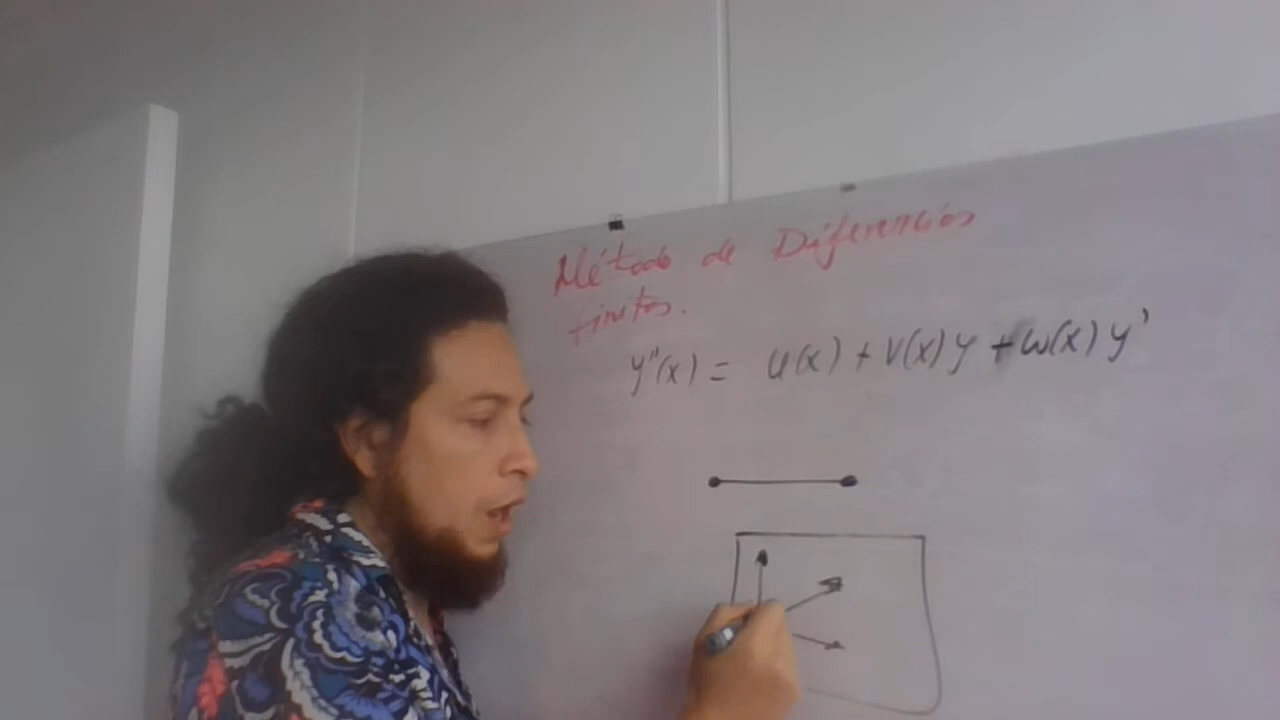 Método de Diferencias
finitas.
y''(x) = u(x) + v(x) y + w(x) y'